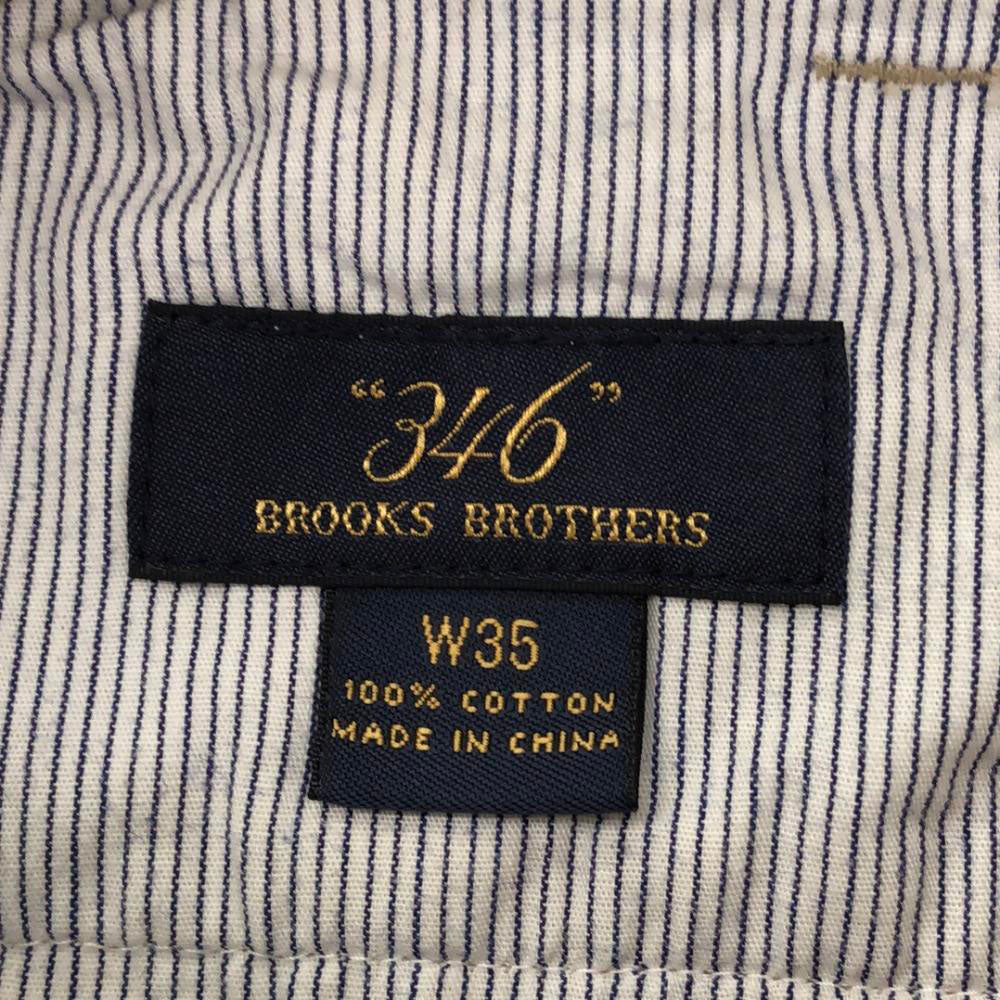 “346”
BROOKS BROTHERS
W35
100% COTTON
MADE IN CHINA